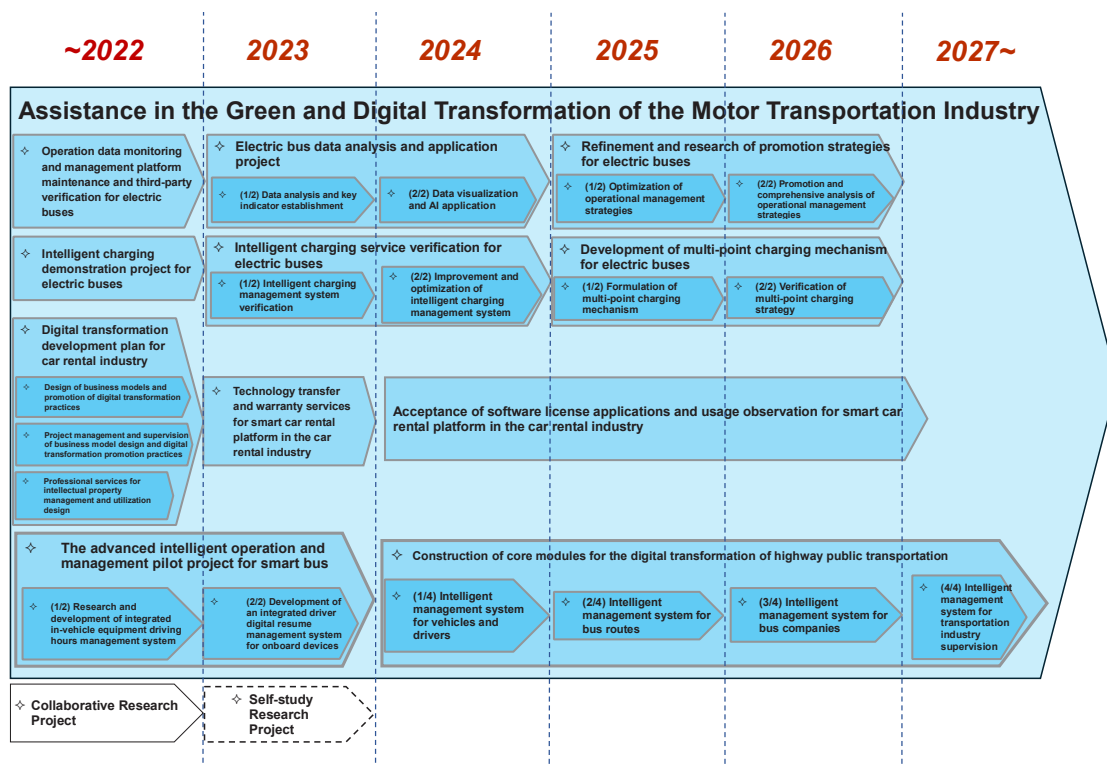 ~2022
2023
2024
2025
2026
2027~
Assistance in the Green and Digital Transformation of the Motor Transportation Industry
✧ Operation data monitoring
and management platform
maintenance and third-party
verification for electric
buses
✧ Electric bus data analysis and application
project
✧ (1/2) Data analysis and key
indicator establishment
✧ (2/2) Data visualization
and AI application
✧ Refinement and research of promotion strategies
for electric buses
✧ (1/2) Optimization of
operational management
strategies
✧ (2/2) Promotion and
comprehensive analysis of
operational management
strategies
✧ Intelligent charging
demonstration project for
electric buses
✧ Intelligent charging service verification for
electric buses
✧ (1/2) Intelligent charging
management system
verification
✧ (2/2) Improvement and
optimization of
intelligent charging
management system
✧ Development of multi-point charging mechanism
for electric buses
✧ (1/2) Formulation of
multi-point charging
mechanism
✧ (2/2) Verification of
multi-point charging
strategy
✧ Digital transformation
development plan for
car rental industry
✧ Design of business models and
promotion of digital transformation
practices
✧ Project management and supervision
of business model design and digital
transformation promotion practices
✧ Professional services for
intellectual property
management and utilization
design
✧ Technology transfer
and warranty services
for smart car rental
platform in the car
rental industry
Acceptance of software license applications and usage observation for smart car
rental platform in the car rental industry
✧ The advanced intelligent operation and
management pilot project for smart bus
✧ (1/2) Research and
development of integrated
in-vehicle equipment driving
hours management system
✧ (2/2) Development of
an integrated driver
digital resume
management system
for onboard devices
✧ Construction of core modules for the digital transformation of highway public transportation
✧ (1/4) Intelligent
management system
for vehicles and
drivers
✧ (2/4) Intelligent
management system for
bus routes
✧ (3/4) Intelligent
management system for
bus companies
✧ (4/4) Intelligent
management
system for
transportation
industry
supervision
✧ Collaborative Research
Project
✧ Self-study
Research
Project